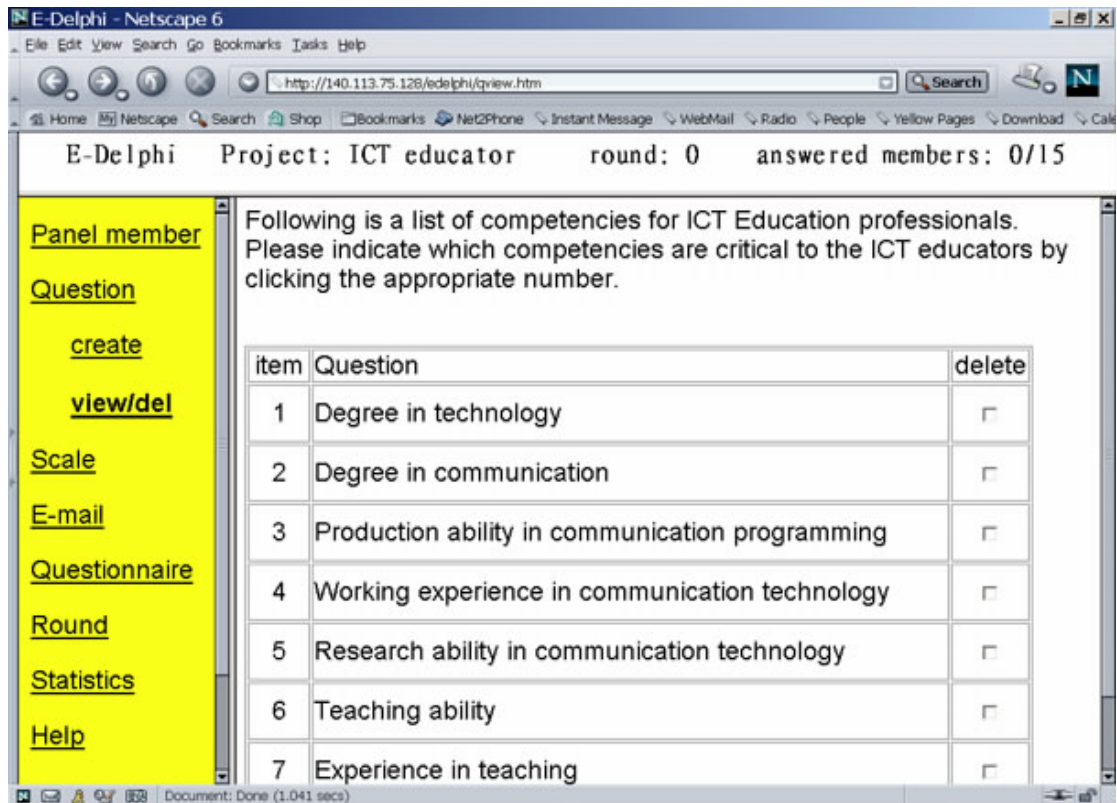 E-Delphi - Netscape 6
File Edit View Search Go Bookmarks Tasks Help
http://140.113.75.128/edelphi/qview.htm Search N
Home My Netscape Search Shop Bookmarks Net2Phone Instant Message WebMail Radio People Yellow Pages Download Cale
E-Delphi Project: ICT educator round: 0 answered members: 0/15
Panel member
Question
create
view/del
Scale
E-mail
Questionnaire
Round
Statistics
Help
Following is a list of competencies for ICT Education professionals.
Please indicate which competencies are critical to the ICT educators by
clicking the appropriate number.
item Question delete
1 Degree in technology
2 Degree in communication
3 Production ability in communication programming
4 Working experience in communication technology
5 Research ability in communication technology
6 Teaching ability
7 Experience in teaching
Document: Done (1.041 secs)